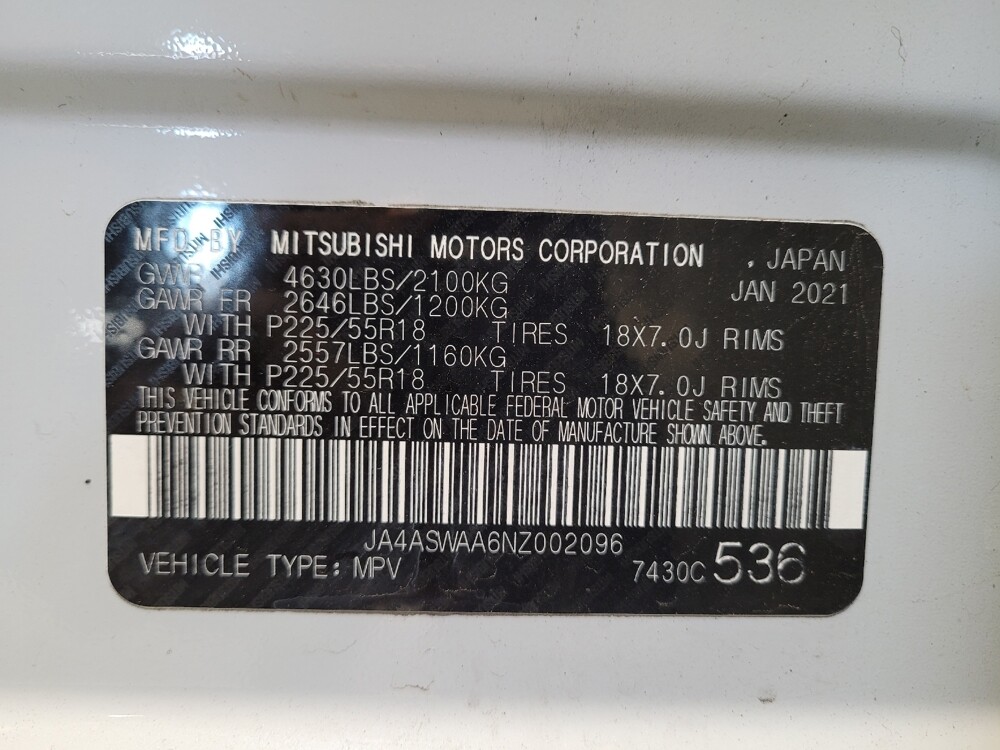 MFD BY MITSUBISHI MOTORS CORPORATION . JAPAN
GWVR 4630LBS/2100KG JAN 2021
GAWR FR 2646LBS/1200KG
WITH P225/55R18 TIRES 18X7.0J RIMS
GAWR RR 2557LBS/1160KG
WITH P225/55R18 TIRES 18X7.0J RIMS
THIS VEHICLE CONFORMS TO ALL APPLICABLE FEDERAL MOTOR VEHICLE SAFETY AND THEFT
PREVENTION STANDARDS IN EFFECT ON THE DATE OF MANUFACTURE SHOWN ABOVE.
JA4ASWAA6NZ002096
VEHICLE TYPE: MPV 7430C 536